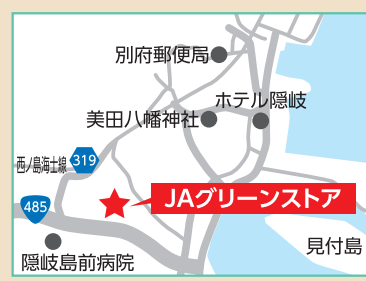 別府郵便局
ホテル隠岐
美田八幡神社
西ノ島海士線
319
JAグリーンストア
485
見付島
隠岐島前病院